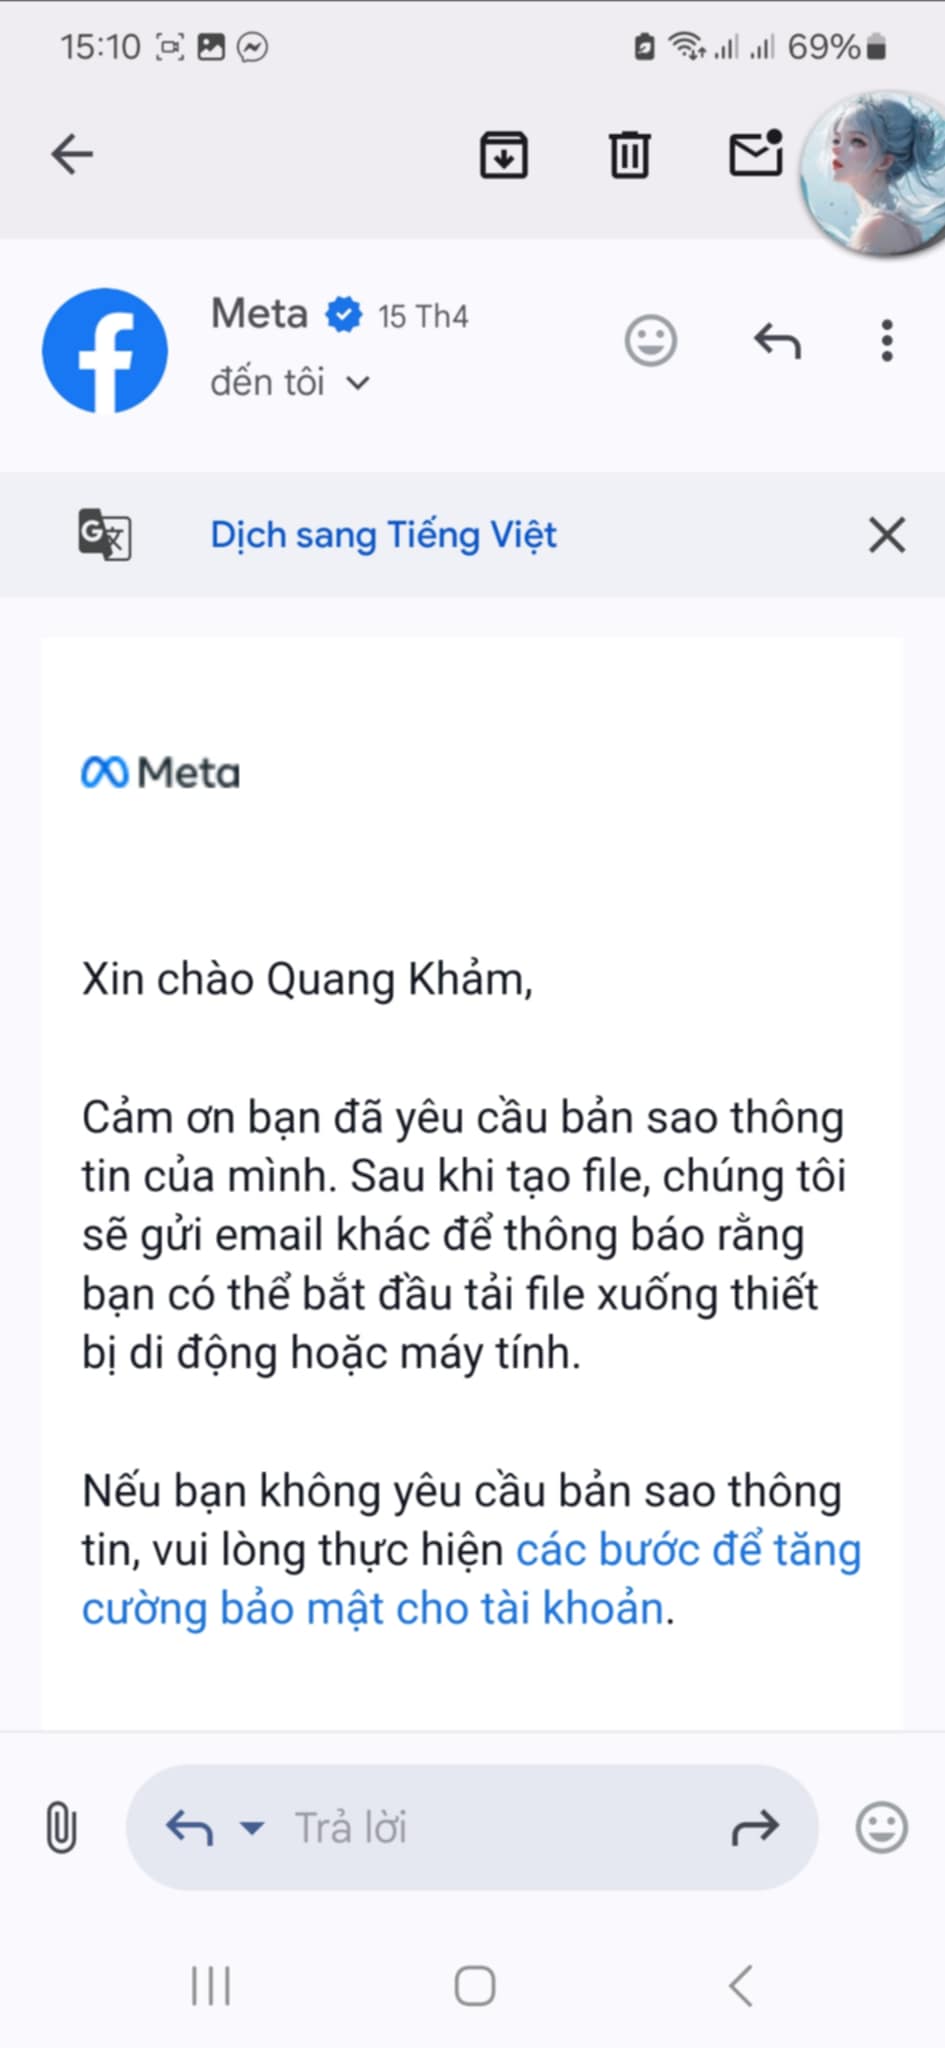 15:10
69%
Meta 15 Th4
đến tôi
Dịch sang Tiếng Việt
Meta
Xin chào Quang Khảm,
Cảm ơn bạn đã yêu cầu bản sao thông
tin của mình. Sau khi tạo file, chúng tôi
sẽ gửi email khác để thông báo rằng
bạn có thể bắt đầu tải file xuống thiết
bị di động hoặc máy tính.
Nếu bạn không yêu cầu bản sao thông
tin, vui lòng thực hiện các bước để tăng
cường bảo mật cho tài khoản.
Trả lời